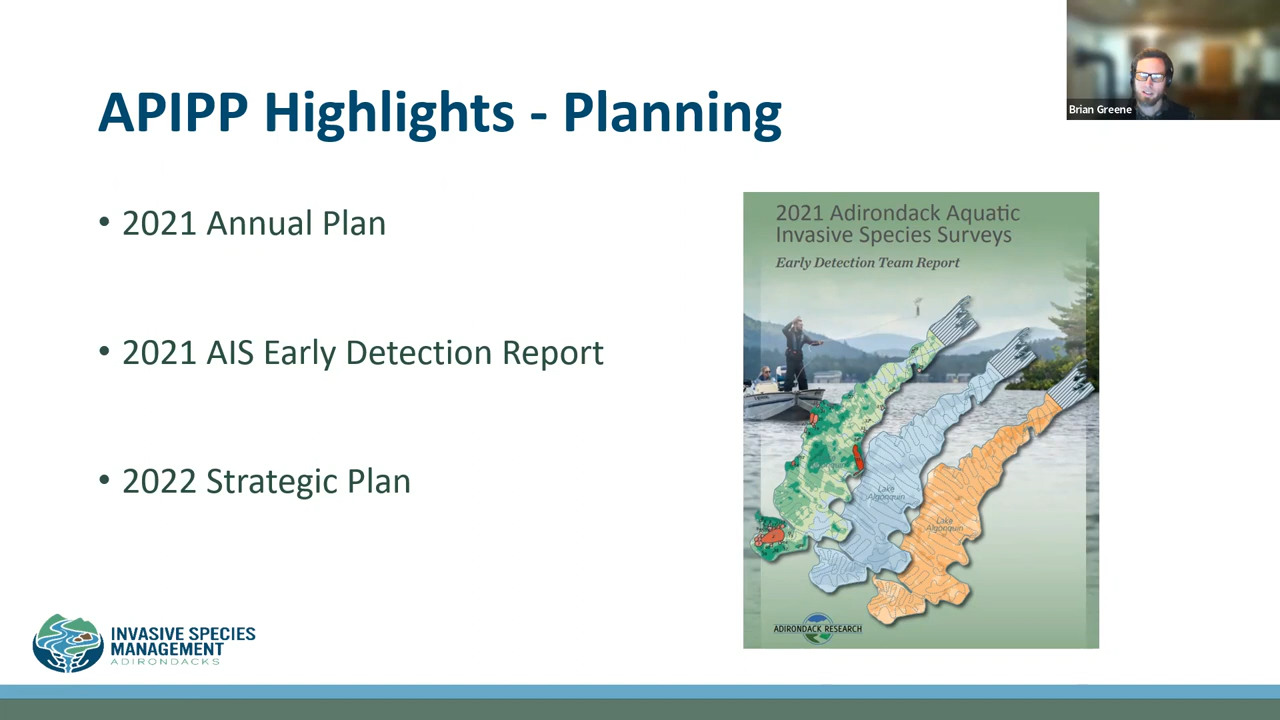 Brian Greene
APIPP Highlights - Planning
• 2021 Annual Plan
• 2021 AIS Early Detection Report
• 2022 Strategic Plan
2021 Adirondack Aquatic
Invasive Species Surveys
Early Detection Team Report
Lake
Algonquin
Lake
Algonquin
ADIRONDACK RESEARCH
INVASIVE SPECIES
MANAGEMENT
ADIRONDACKS